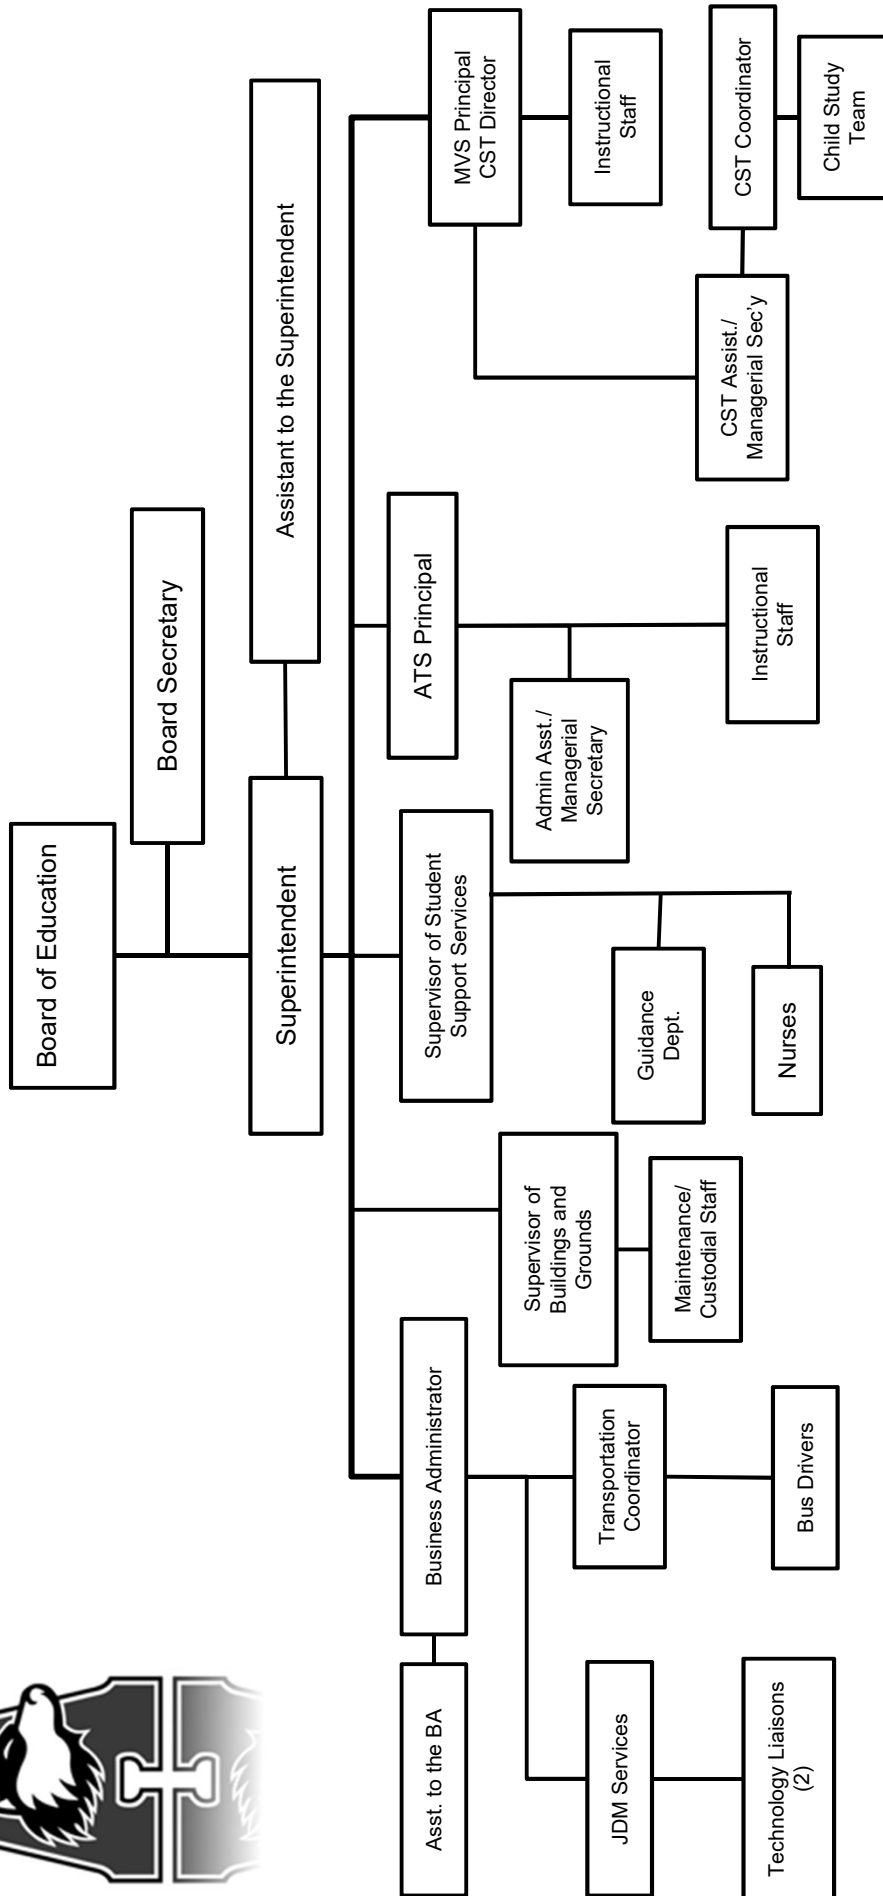 Board of Education
Board Secretary
Superintendent
Assistant to the Superintendent
Asst. to the BA
Business Administrator
JDM Services
Technology Liaisons
(2)
Transportation
Coordinator
Bus Drivers
Supervisor of
Buildings and
Grounds
Maintenance/
Custodial Staff
Supervisor of Student
Support Services
Guidance
Dept.
Nurses
ATS Principal
Admin Asst./
Managerial
Secretary
Instructional
Staff
MVS Principal
CST Director
Instructional
Staff
CST Assist./
Managerial Sec'y
CST Coordinator
Child Study
Team